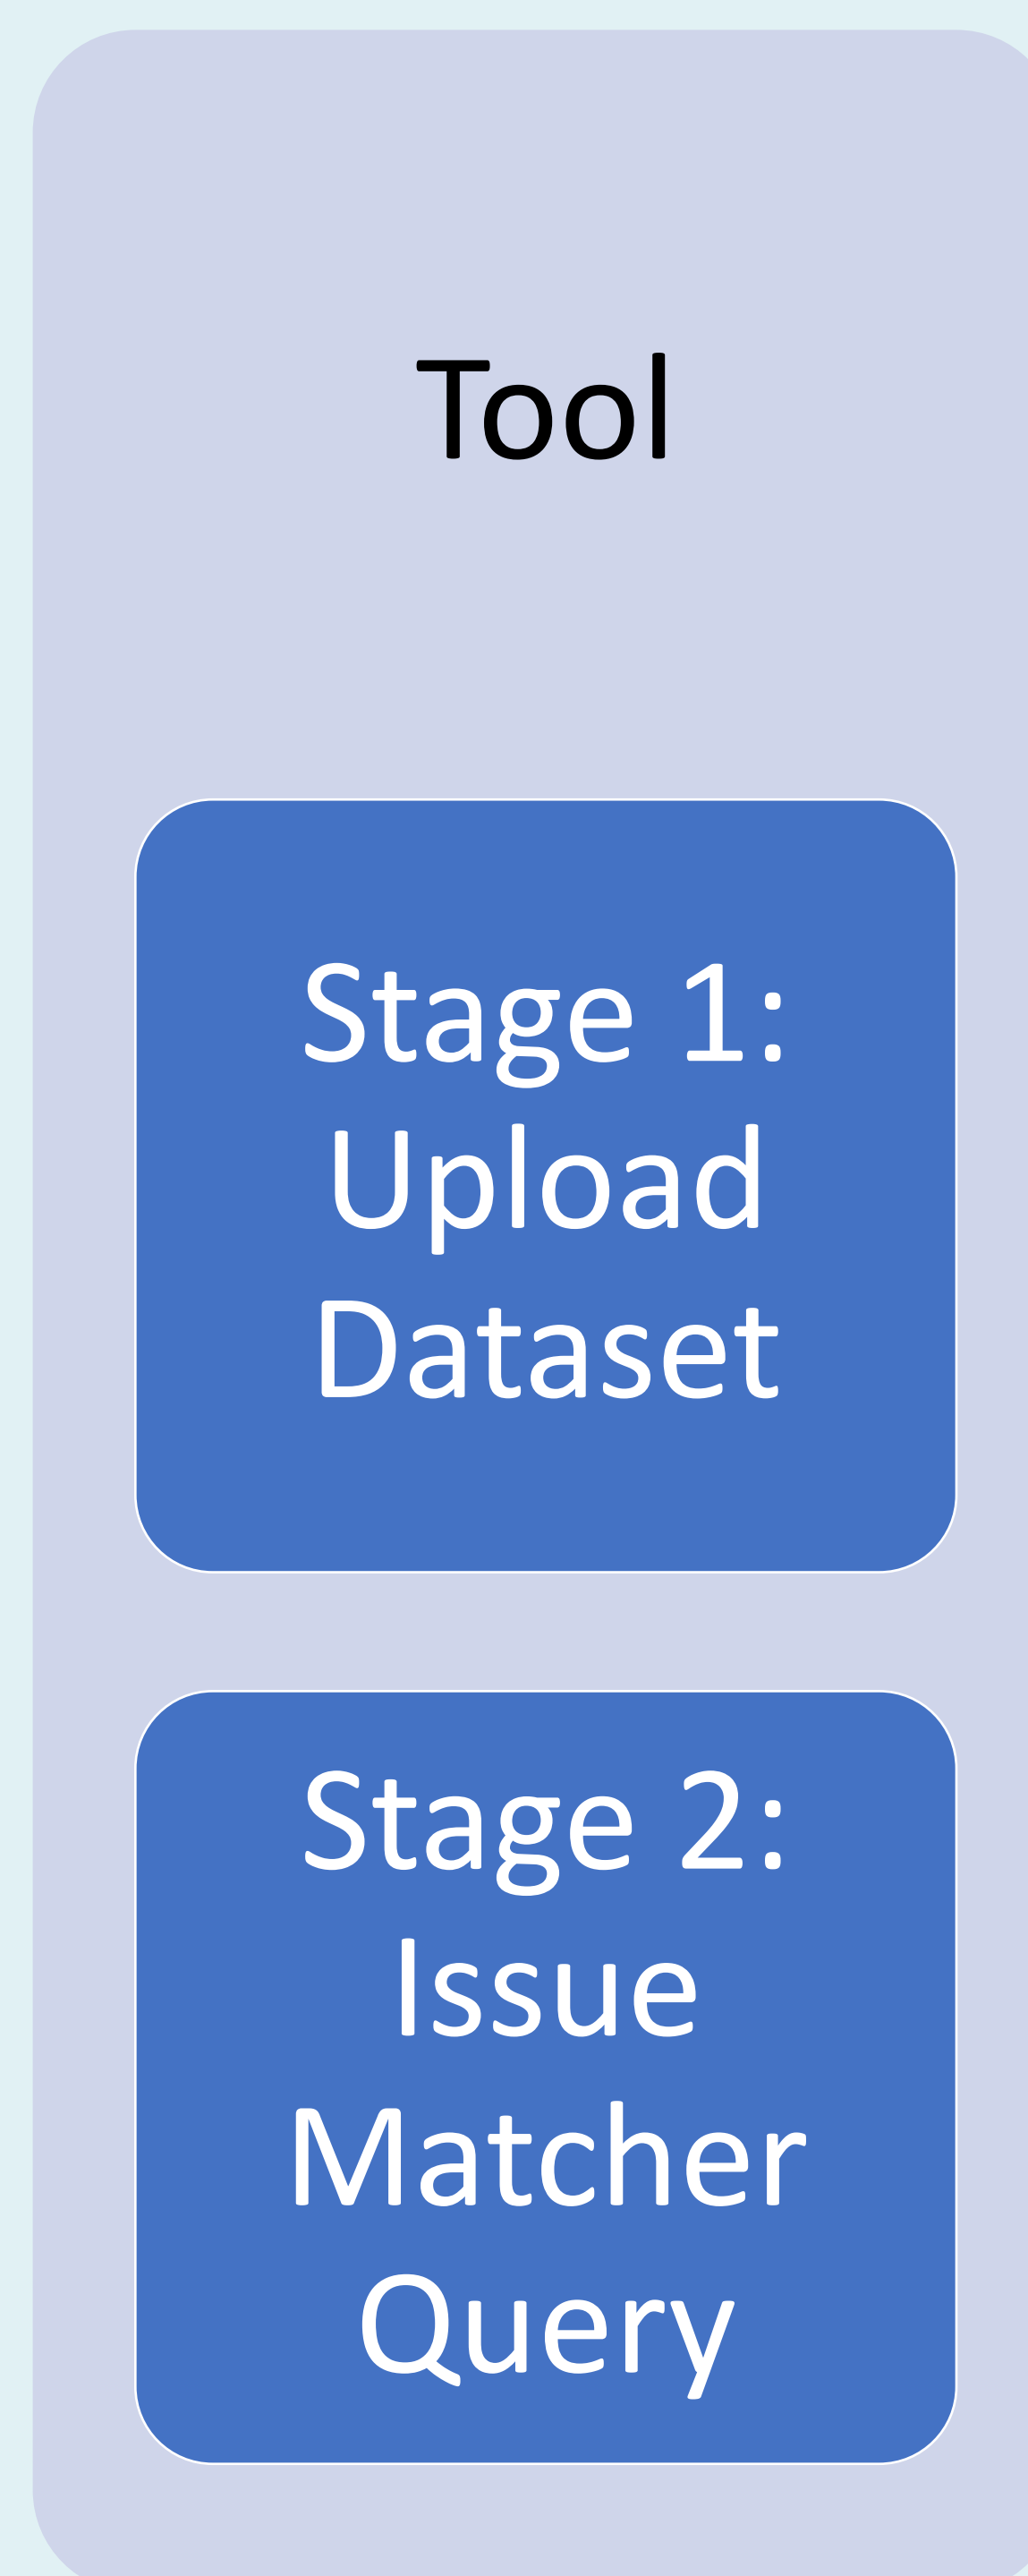 Tool
Stage 1:
Upload
Dataset
Stage 2:
Issue
Matcher
Query